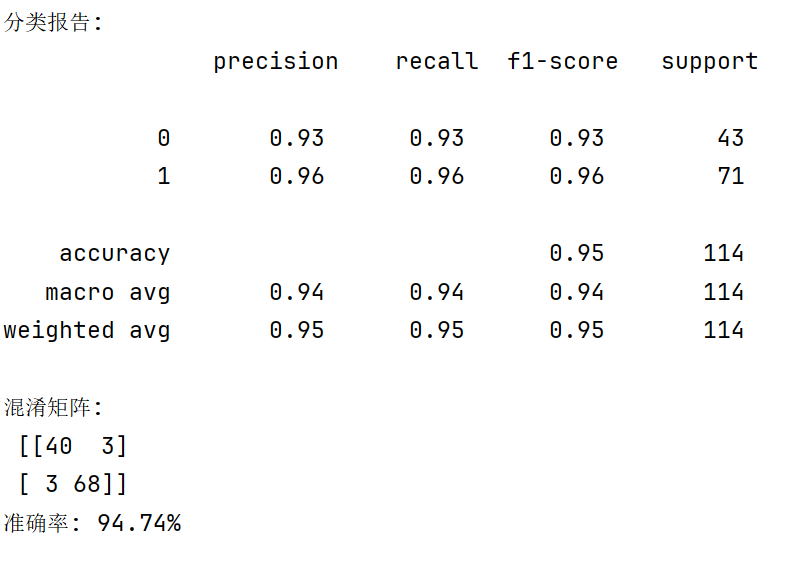 分类报告:
precision    recall  f1-score   support
0       0.93      0.93      0.93        43
1       0.96      0.96      0.96        71
accuracy                           0.95       114
macro avg       0.94      0.94      0.94       114
weighted avg       0.95      0.95      0.95       114
混淆矩阵:
[[40  3]
[ 3 68]]
准确率: 94.74%